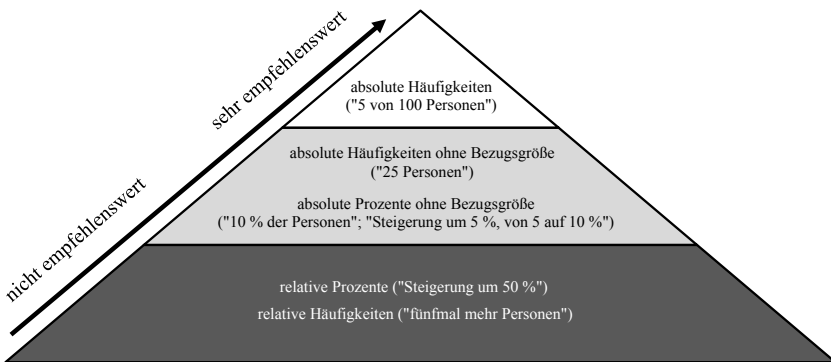 sehr empfehlenswert
nicht empfehlenswert
absolute Häufigkeiten
("5 von 100 Personen")
absolute Häufigkeiten ohne Bezugsgröße
("25 Personen")
absolute Prozente ohne Bezugsgröße
("10 % der Personen"; "Steigerung um 5 %, von 5 auf 10 %")
relative Prozente ("Steigerung um 50 %")
relative Häufigkeiten ("fünfmal mehr Personen")